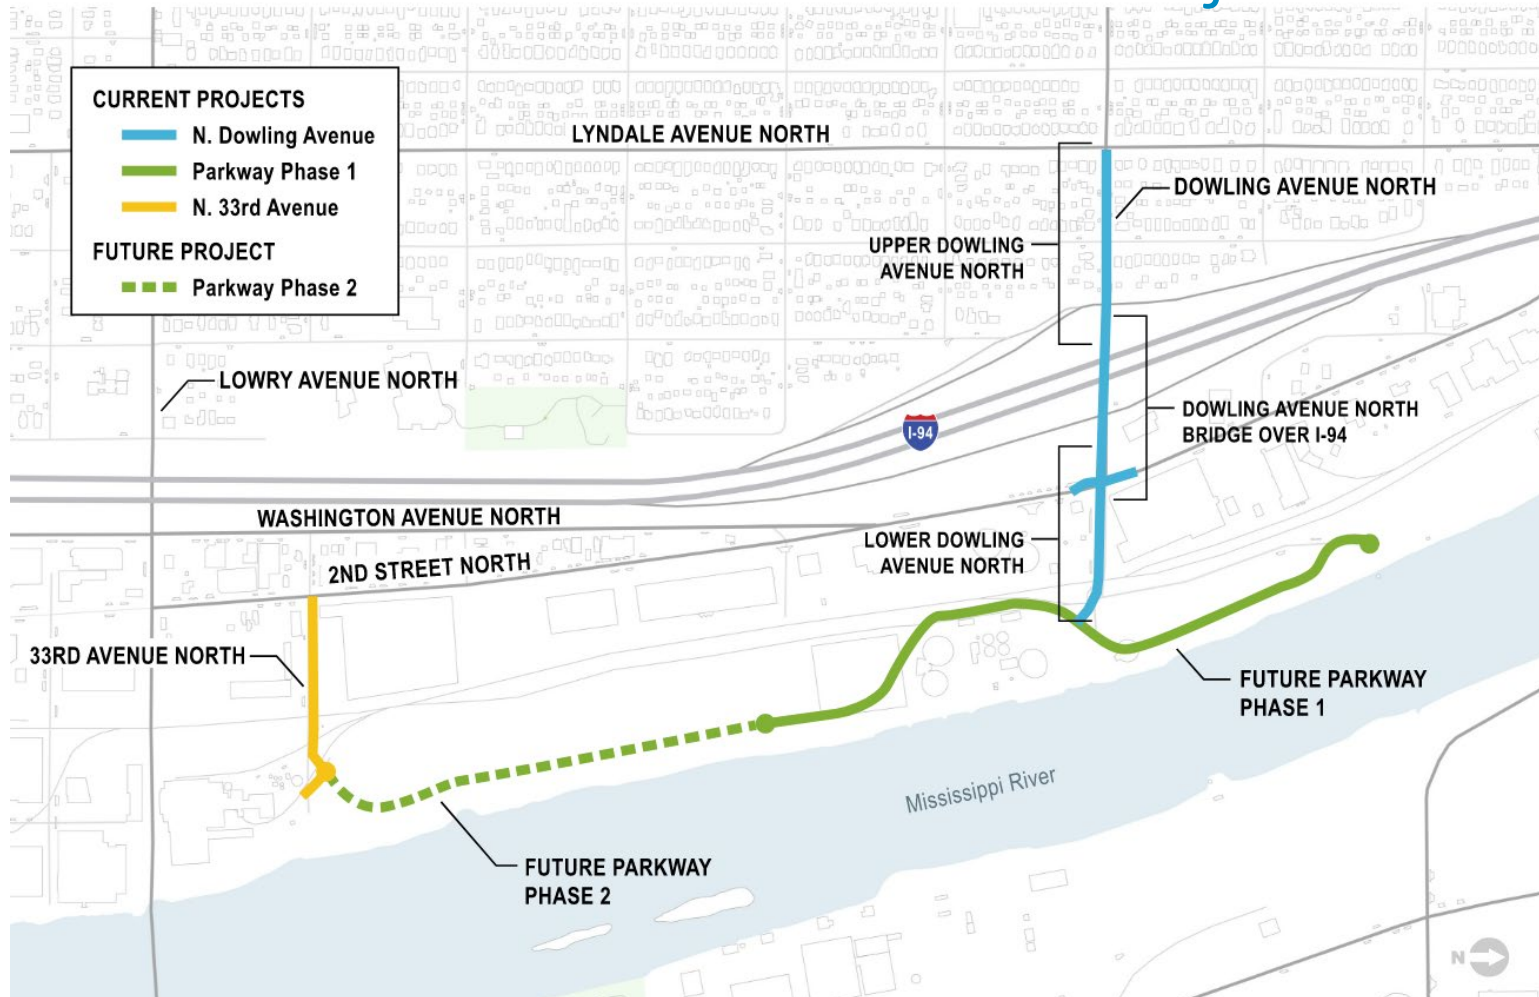 CURRENT PROJECTS
N. Dowling Avenue
Parkway Phase 1
N. 33rd Avenue
FUTURE PROJECT
Parkway Phase 2
LYNDALE AVENUE NORTH
DOWLING AVENUE NORTH
UPPER DOWLING
AVENUE NORTH
LOWRY AVENUE NORTH
DOWLING AVENUE NORTH
BRIDGE OVER I-94
I-94
WASHINGTON AVENUE NORTH
LOWER DOWLING
AVENUE NORTH
2ND STREET NORTH
33RD AVENUE NORTH
FUTURE PARKWAY
PHASE 1
Mississippi River
FUTURE PARKWAY
PHASE 2
N